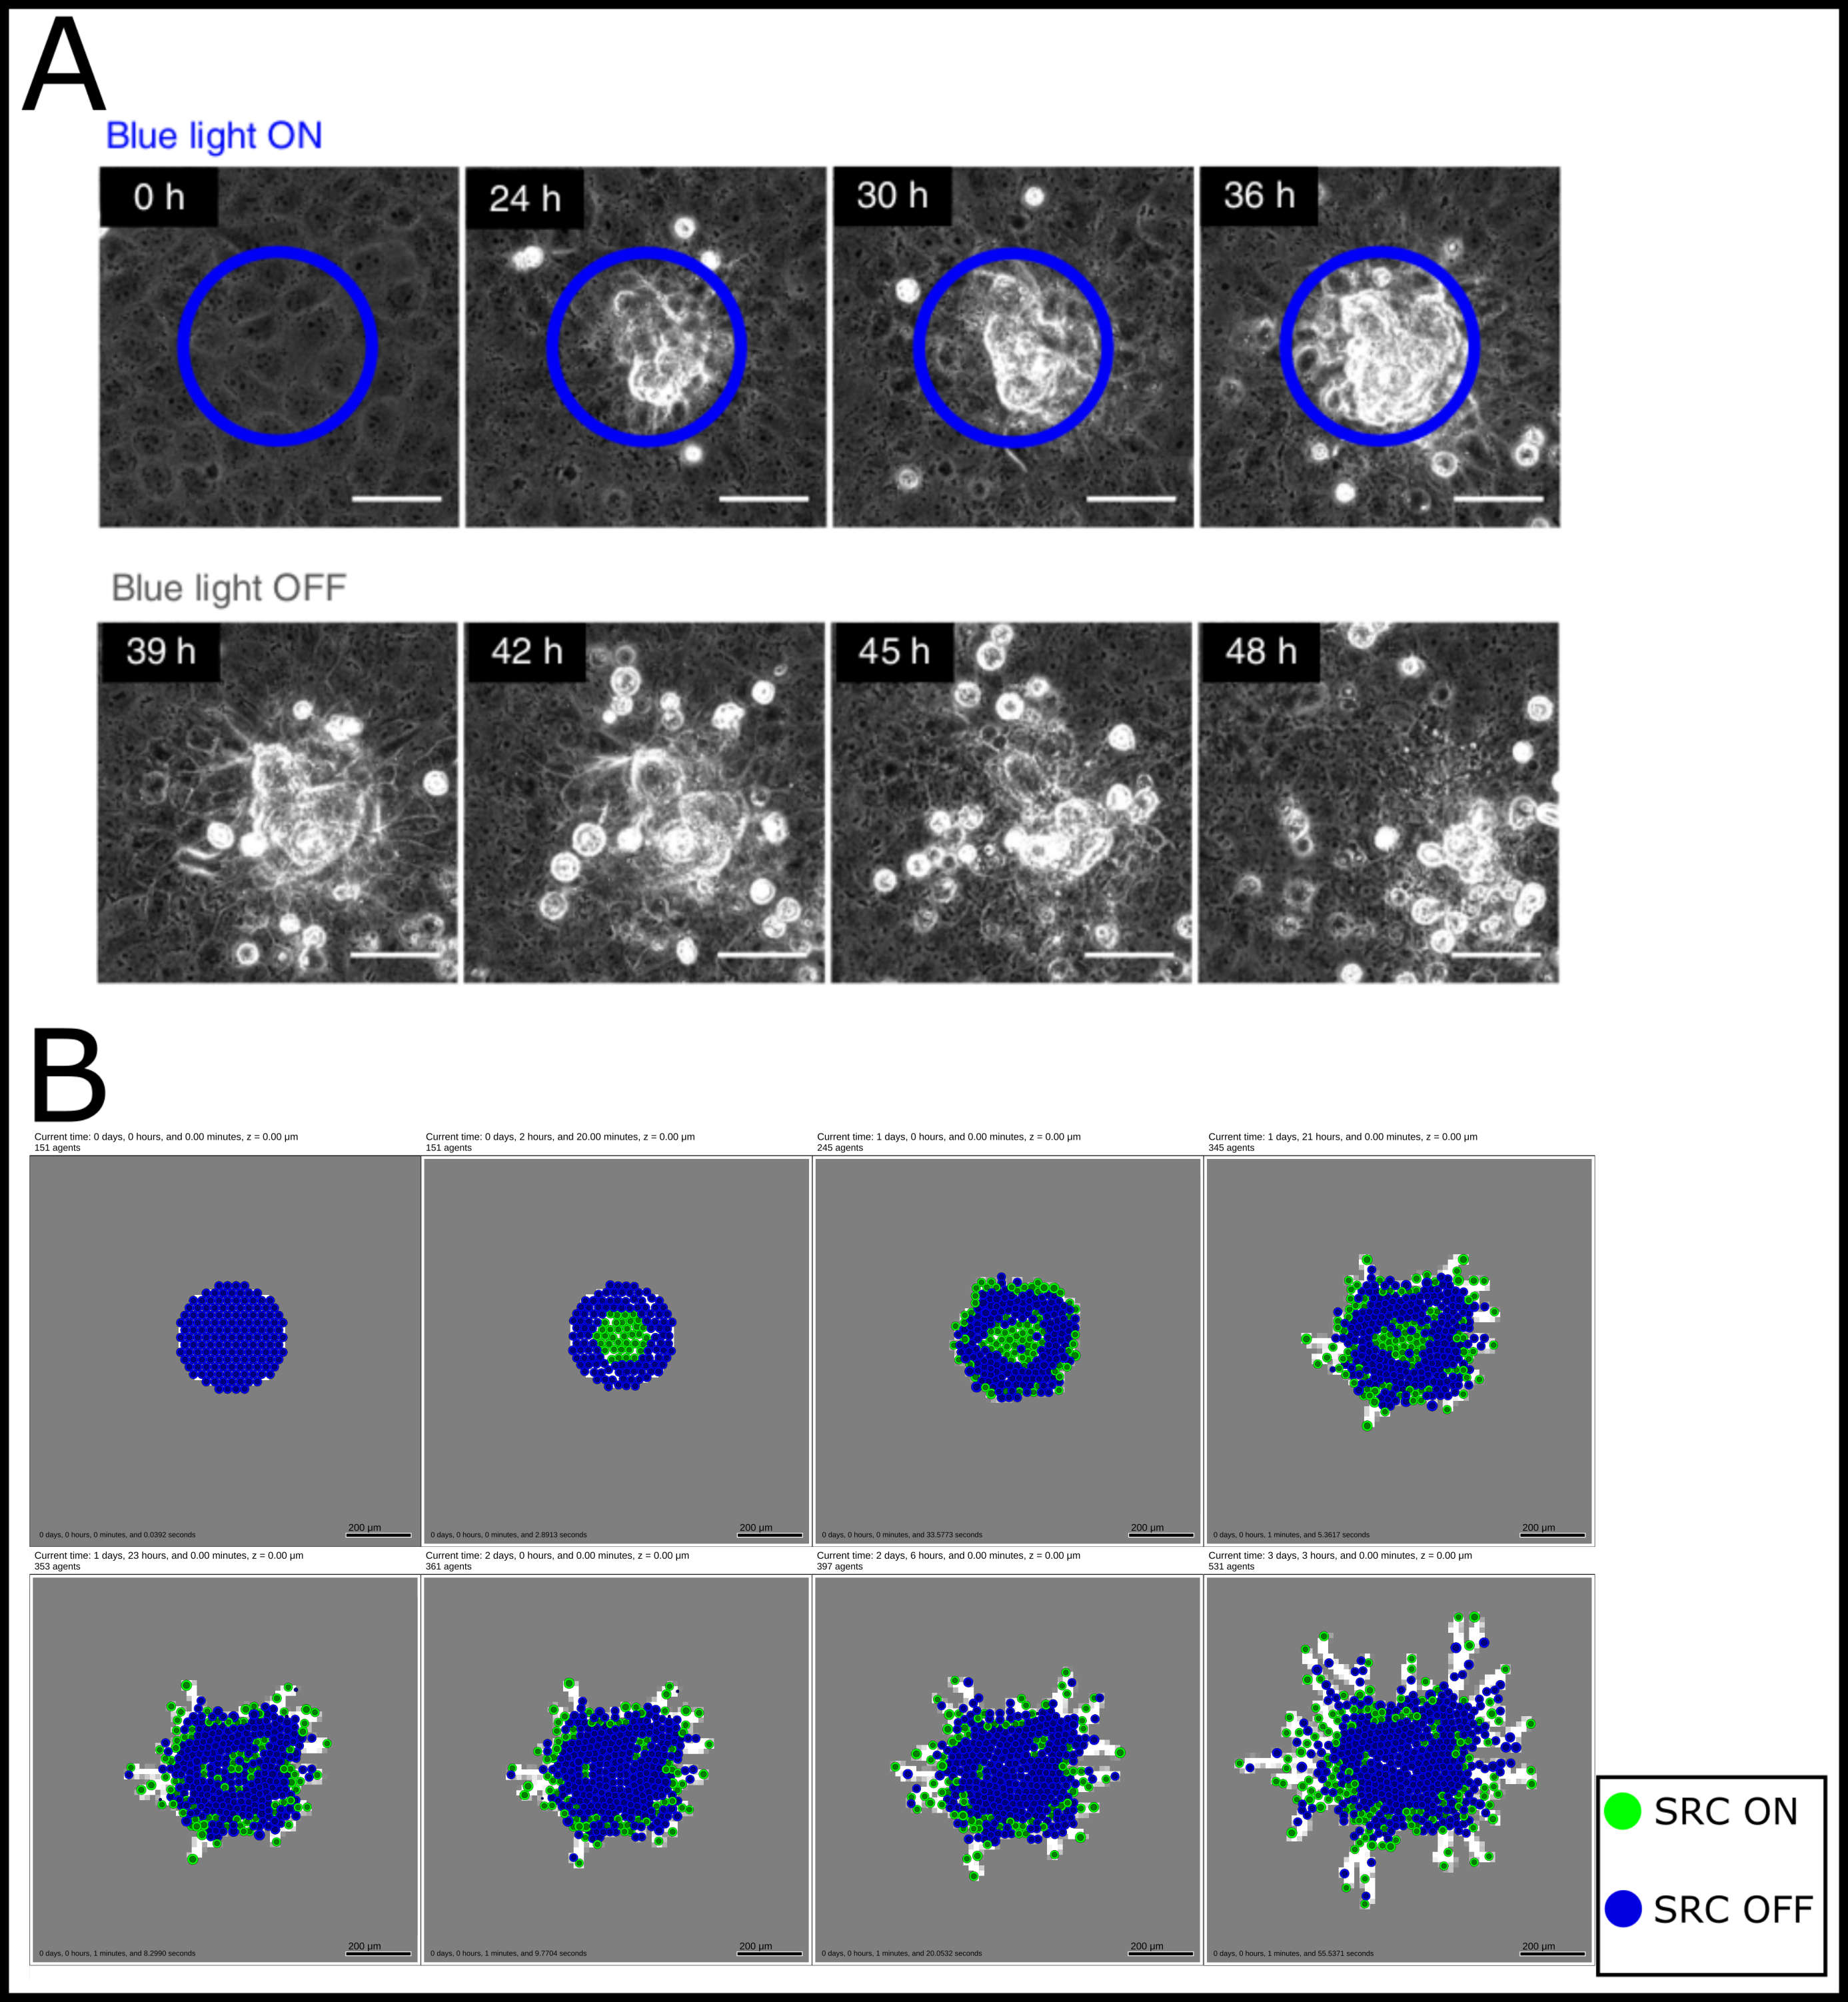 A
Blue light ON
0 h
24 h
30 h
36 h
Blue light OFF
39 h
42 h
45 h
48 h
B
Current time: 0 days, 0 hours, and 0.00 minutes, z = 0.00 μm
151 agents
200 μm
0 days, 0 hours, 0 minutes, and 0.0392 seconds
Current time: 0 days, 2 hours, and 20.00 minutes, z = 0.00 μm
151 agents
200 μm
0 days, 0 hours, 0 minutes, and 2.8913 seconds
Current time: 1 days, 0 hours, and 0.00 minutes, z = 0.00 μm
245 agents
200 μm
0 days, 0 hours, 0 minutes, and 33.5773 seconds
Current time: 1 days, 21 hours, and 0.00 minutes, z = 0.00 μm
345 agents
200 μm
0 days, 0 hours, 1 minutes, and 5.3617 seconds
Current time: 1 days, 23 hours, and 0.00 minutes, z = 0.00 μm
353 agents
200 μm
0 days, 0 hours, 1 minutes, and 8.2990 seconds
Current time: 2 days, 0 hours, and 0.00 minutes, z = 0.00 μm
361 agents
200 μm
0 days, 0 hours, 1 minutes, and 9.7704 seconds
Current time: 2 days, 6 hours, and 0.00 minutes, z = 0.00 μm
397 agents
200 μm
0 days, 0 hours, 1 minutes, and 20.0532 seconds
Current time: 3 days, 3 hours, and 0.00 minutes, z = 0.00 μm
531 agents
200 μm
0 days, 0 hours, 1 minutes, and 55.5371 seconds
SRC ON
SRC OFF